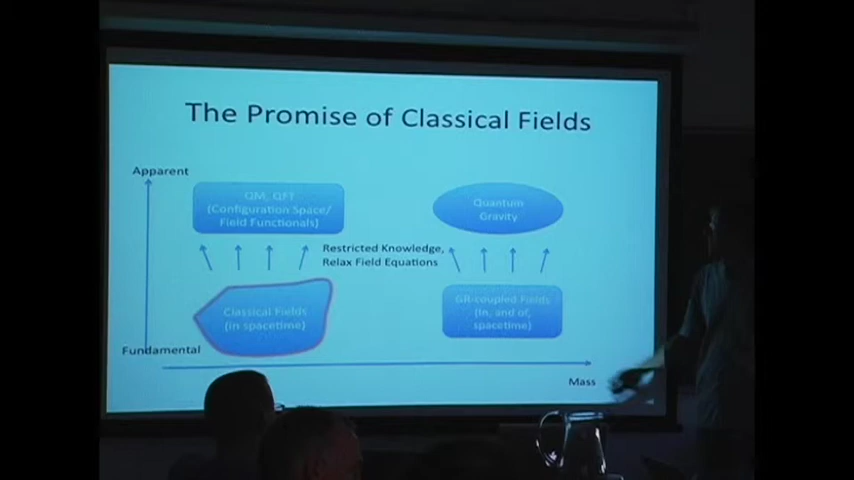 The Promise of Classical Fields
Apparent
QM, QFT
(Configuration Space/
Field Functionals)
Quantum
Gravity
Restricted Knowledge,
Relax Field Equations
Classical Fields
(in spacetime)
GR-coupled Fields
(in, and of,
spacetime)
Fundamental
Mass